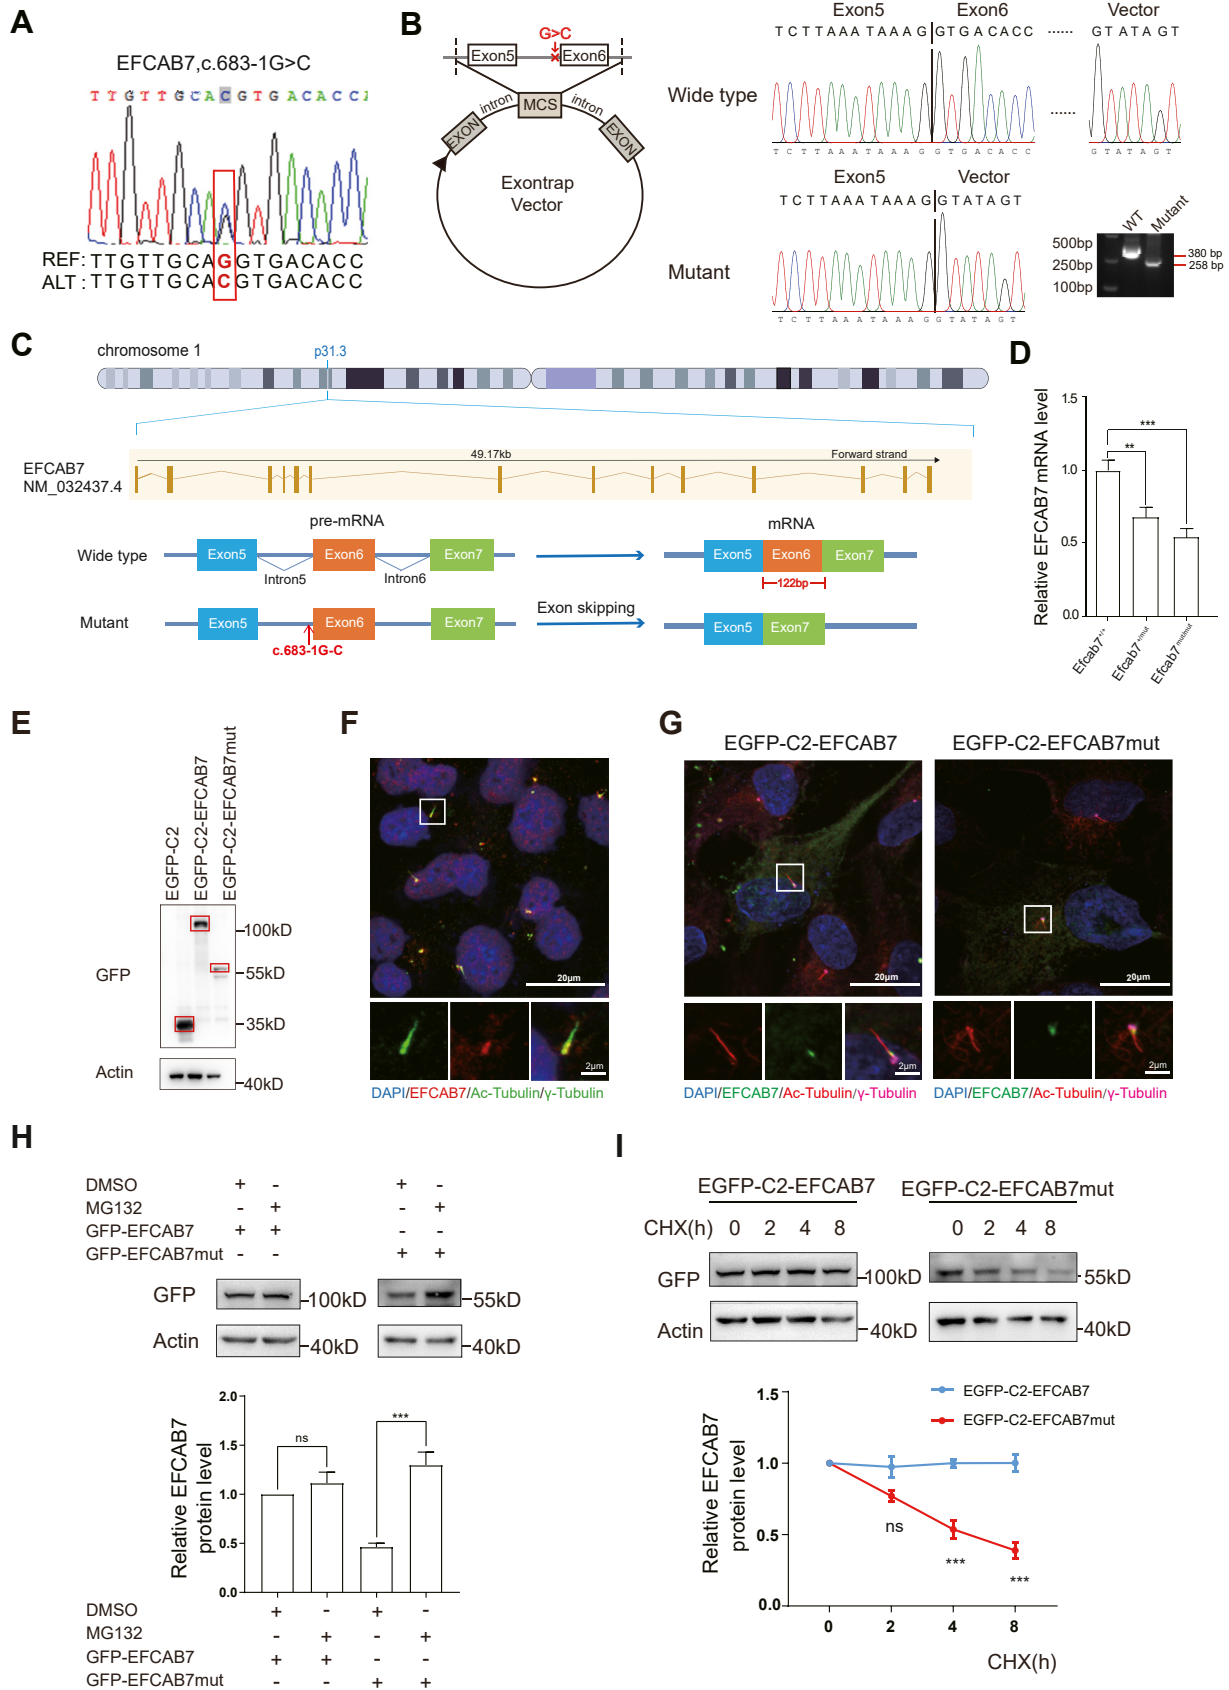 A
EFCAB7,c.683-1G>C
T T G T T G C A C G T G A C A C C
REF: TTGTTGCAGGTGACACC
ALT : TTGTTGCACGTGACACC
B
G>C
Exon5
Exon6
intron
MCS
intron
EXON
EXON
Exontrap
Vector
Exon5 Exon6 Vector
TCTTAAATAAAG GTGACACC ...... GTATAGT
Wide type
......
T C T T A A A T A A A G G T G A C A C C
G T A T A G T
Exon5 Vector
TCTTAAATAAAG GTATAGT
Mutant
T C T T A A A T A A A G G T A T A G T
WT
Mutant
500bp
250bp
100bp
380 bp
258 bp
C
chromosome 1
p31.3
EFCAB7
NM_032437.4
49.17kb
Forward strand
pre-mRNA
mRNA
Wide type
Exon5
Exon6
Exon7
Intron5
Intron6
Exon5
Exon6
Exon7
122bp
Mutant
Exon5
Exon6
Exon7
c.683-1G-C
Exon skipping
Exon5
Exon7
D
Relative EFCAB7 mRNA level
1.5
1.0
0.5
0.0
**
***
Efcab7+/+
Efcab7+/mut
Efcab7mut/mut
E
EGFP-C2
EGFP-C2-EFCAB7
EGFP-C2-EFCAB7mut
GFP
100kD
55kD
35kD
Actin
40kD
F
20μm
2μm
DAPI/EFCAB7/Ac-Tubulin/γ-Tubulin
G
EGFP-C2-EFCAB7
EGFP-C2-EFCAB7mut
20μm
20μm
2μm
2μm
DAPI/EFCAB7/Ac-Tubulin/γ-Tubulin
DAPI/EFCAB7/Ac-Tubulin/γ-Tubulin
H
DMSO + - + -
MG132 - + - +
GFP-EFCAB7 + + - -
GFP-EFCAB7mut - - + +
GFP
100kD
55kD
Actin
40kD
40kD
Relative EFCAB7
protein level
2.0
1.5
1.0
0.5
0.0
ns
***
DMSO + - + -
MG132 - + - +
GFP-EFCAB7 + + - -
GFP-EFCAB7mut - - + +
I
EGFP-C2-EFCAB7
EGFP-C2-EFCAB7mut
CHX(h) 0 2 4 8 0 2 4 8
GFP
100kD
55kD
Actin
40kD
40kD
EGFP-C2-EFCAB7
EGFP-C2-EFCAB7mut
Relative EFCAB7
protein level
1.5
1.0
0.5
0.0
ns
***
***
0 2 4 8
CHX(h)